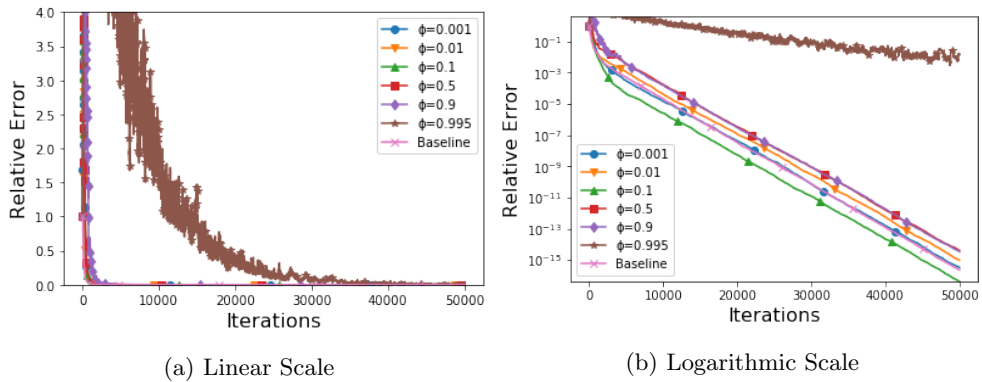 4.0
3.5
3.0
2.5
2.0
1.5
1.0
0.5
0.0
Relative Error
0
10000
20000
30000
40000
50000
Iterations
ϕ=0.001
ϕ=0.01
ϕ=0.1
ϕ=0.5
ϕ=0.9
ϕ=0.995
Baseline
(a) Linear Scale
10⁻¹
10⁻³
10⁻⁵
10⁻⁷
10⁻⁹
10⁻¹¹
10⁻¹³
10⁻¹⁵
Relative Error
ϕ=0.001
ϕ=0.01
ϕ=0.1
ϕ=0.5
ϕ=0.9
ϕ=0.995
Baseline
0
10000
20000
30000
40000
50000
Iterations
(b) Logarithmic Scale